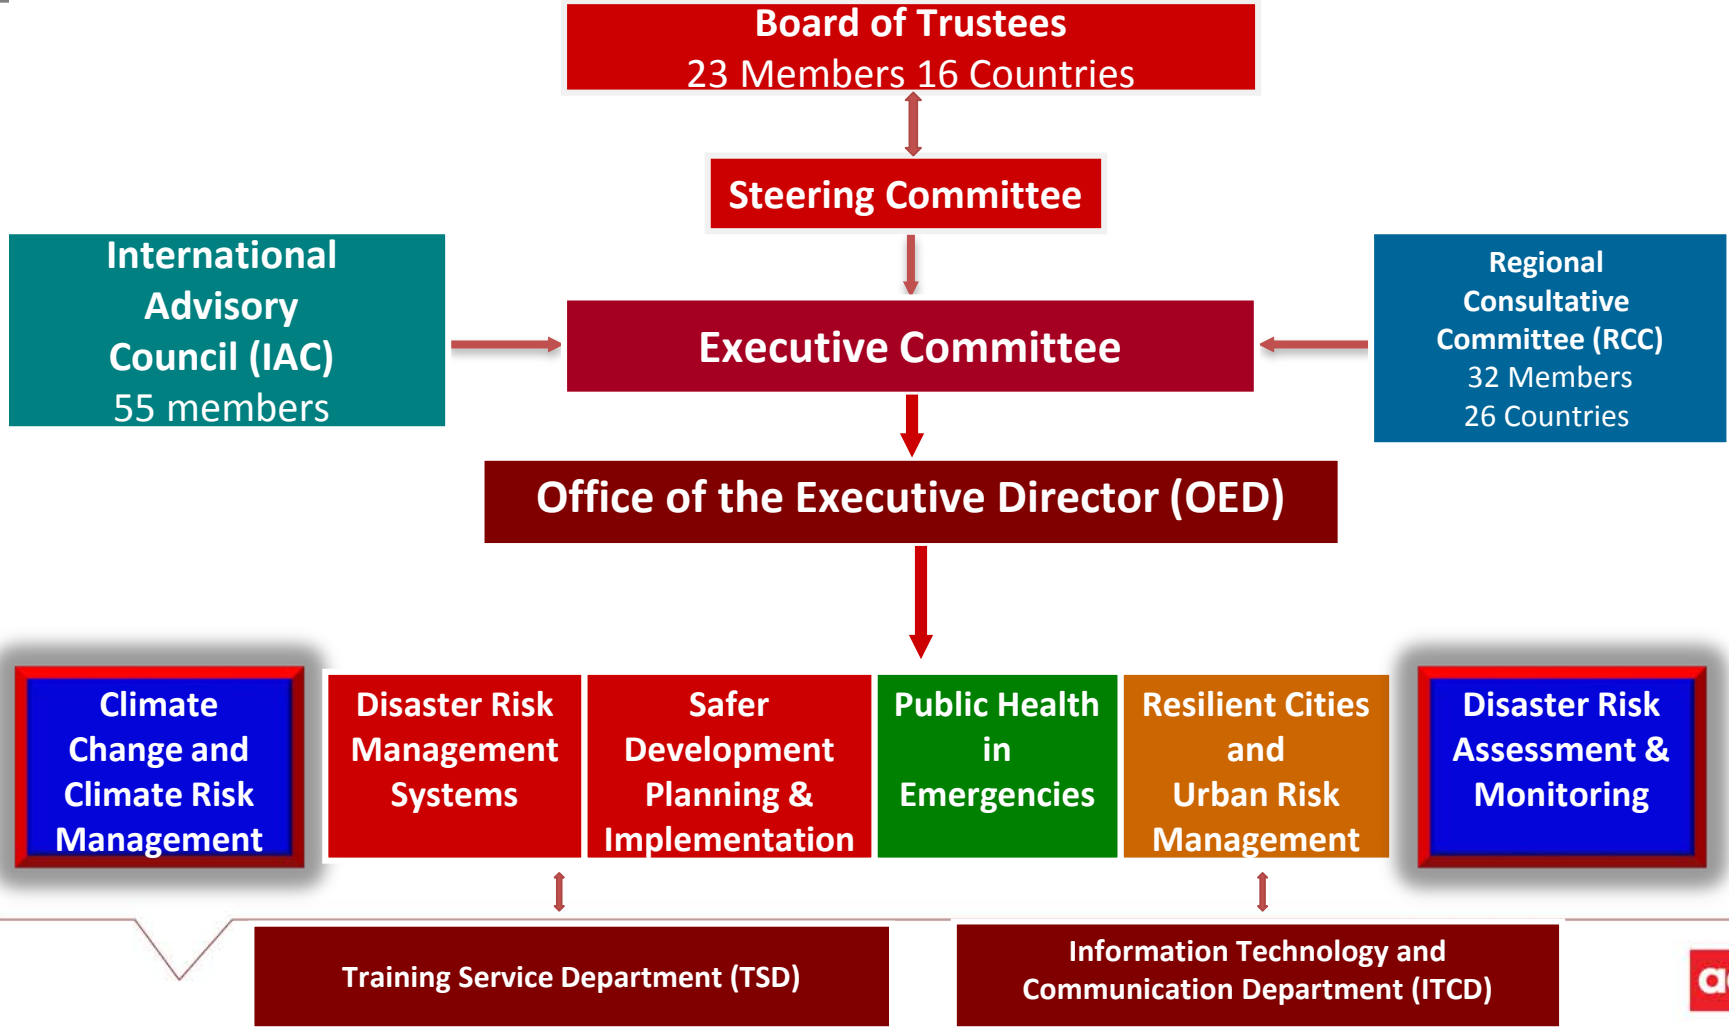 Board of Trustees
23 Members 16 Countries
Steering Committee
International
Advisory
Council (IAC)
55 members
Executive Committee
Regional
Consultative
Committee (RCC)
32 Members
26 Countries
Office of the Executive Director (OED)
Climate
Change and
Climate Risk
Management
Disaster Risk
Management
Systems
Safer
Development
Planning &
Implementation
Public Health
in
Emergencies
Resilient Cities
and
Urban Risk
Management
Disaster Risk
Assessment &
Monitoring
Training Service Department (TSD)
Information Technology and
Communication Department (ITCD)